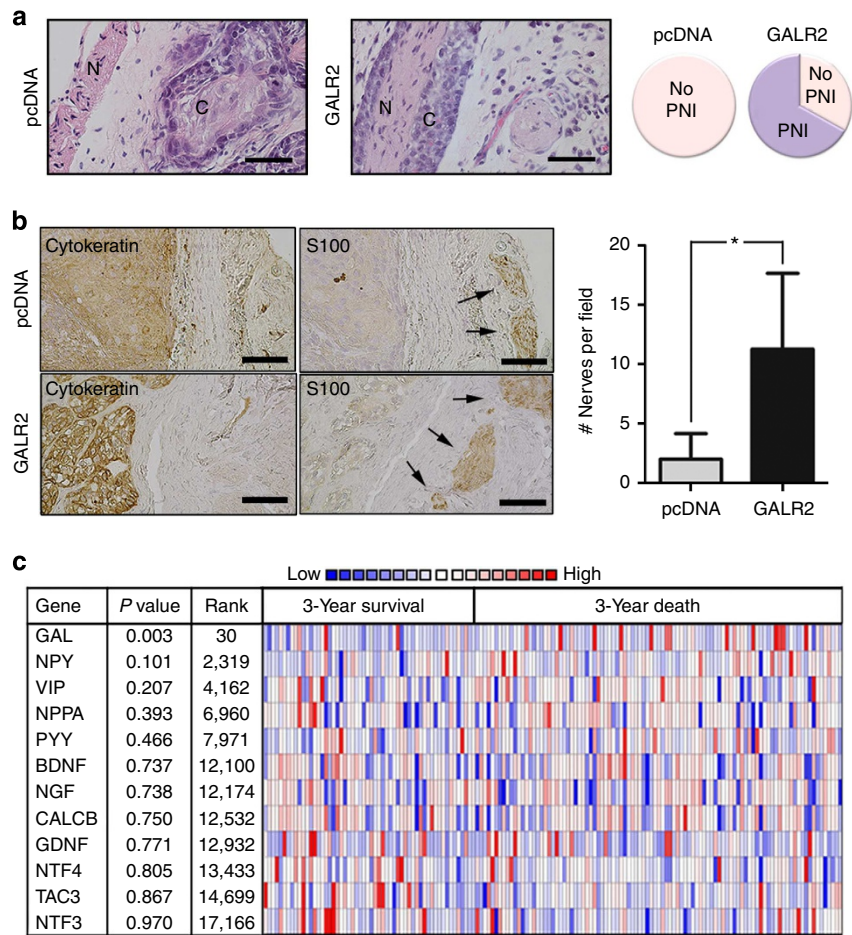 a
pcDNA
N
C
GALR2
N
C
pcDNA
No
PNI
GALR2
No
PNI
PNI
b
pcDNA
Cytokeratin
S100
GALR2
Cytokeratin
S100
# Nerves per field
20
15
10
5
0
*
pcDNA
GALR2
c
Low
High
Gene P value Rank 3-Year survival 3-Year death
GAL 0.003 30
NPY 0.101 2,319
VIP 0.207 4,162
NPPA 0.393 6,960
PYY 0.466 7,971
BDNF 0.737 12,100
NGF 0.738 12,174
CALCB 0.750 12,532
GDNF 0.771 12,932
NTF4 0.805 13,433
TAC3 0.867 14,699
NTF3 0.970 17,166